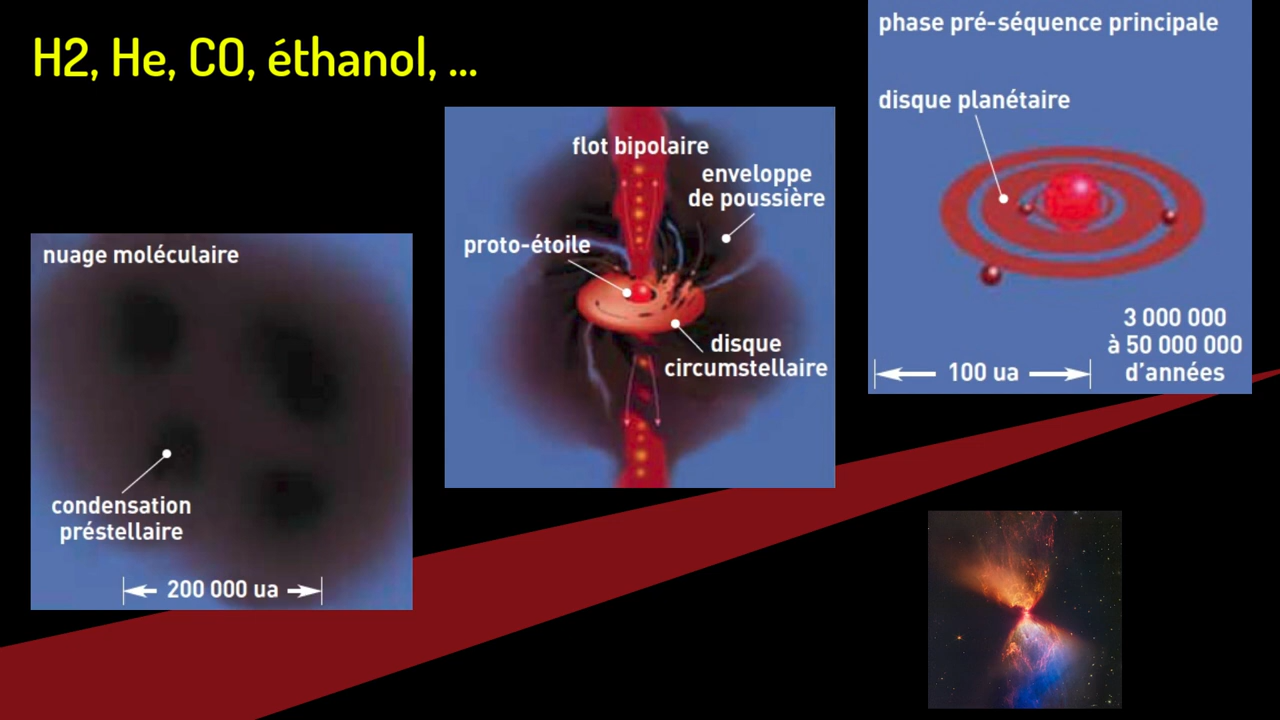 H2, He, CO, éthanol, ...
nuage moléculaire
condensation
préstellaire
200 000 ua
flot bipolaire
enveloppe
de poussière
proto-étoile
disque
circumstellaire
phase pré-séquence principale
disque planétaire
3 000 000
à 50 000 000
d'années
100 ua